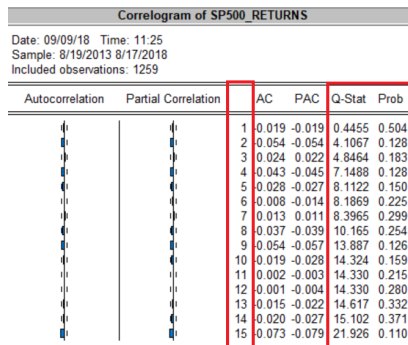 Correlogram of SP500_RETURNS
Date: 09/09/18 Time: 11:25
Sample: 8/19/2013 8/17/2018
Included observations: 1259
Autocorrelation Partial Correlation AC PAC Q-Stat Prob
1 -0.019 -0.019 0.4455 0.504
2 -0.054 -0.054 4.1067 0.128
3 0.024 0.022 4.8464 0.183
4 -0.043 -0.045 7.1488 0.128
5 -0.028 -0.027 8.1122 0.150
6 -0.008 -0.014 8.1869 0.225
7 0.013 0.011 8.3965 0.299
8 -0.037 -0.039 10.165 0.254
9 -0.054 -0.057 13.887 0.126
10 -0.019 -0.028 14.324 0.159
11 -0.002 -0.003 14.330 0.215
12 -0.001 -0.004 14.330 0.280
13 -0.015 -0.022 14.617 0.332
14 -0.020 -0.027 15.102 0.371
15 -0.073 -0.079 21.926 0.110